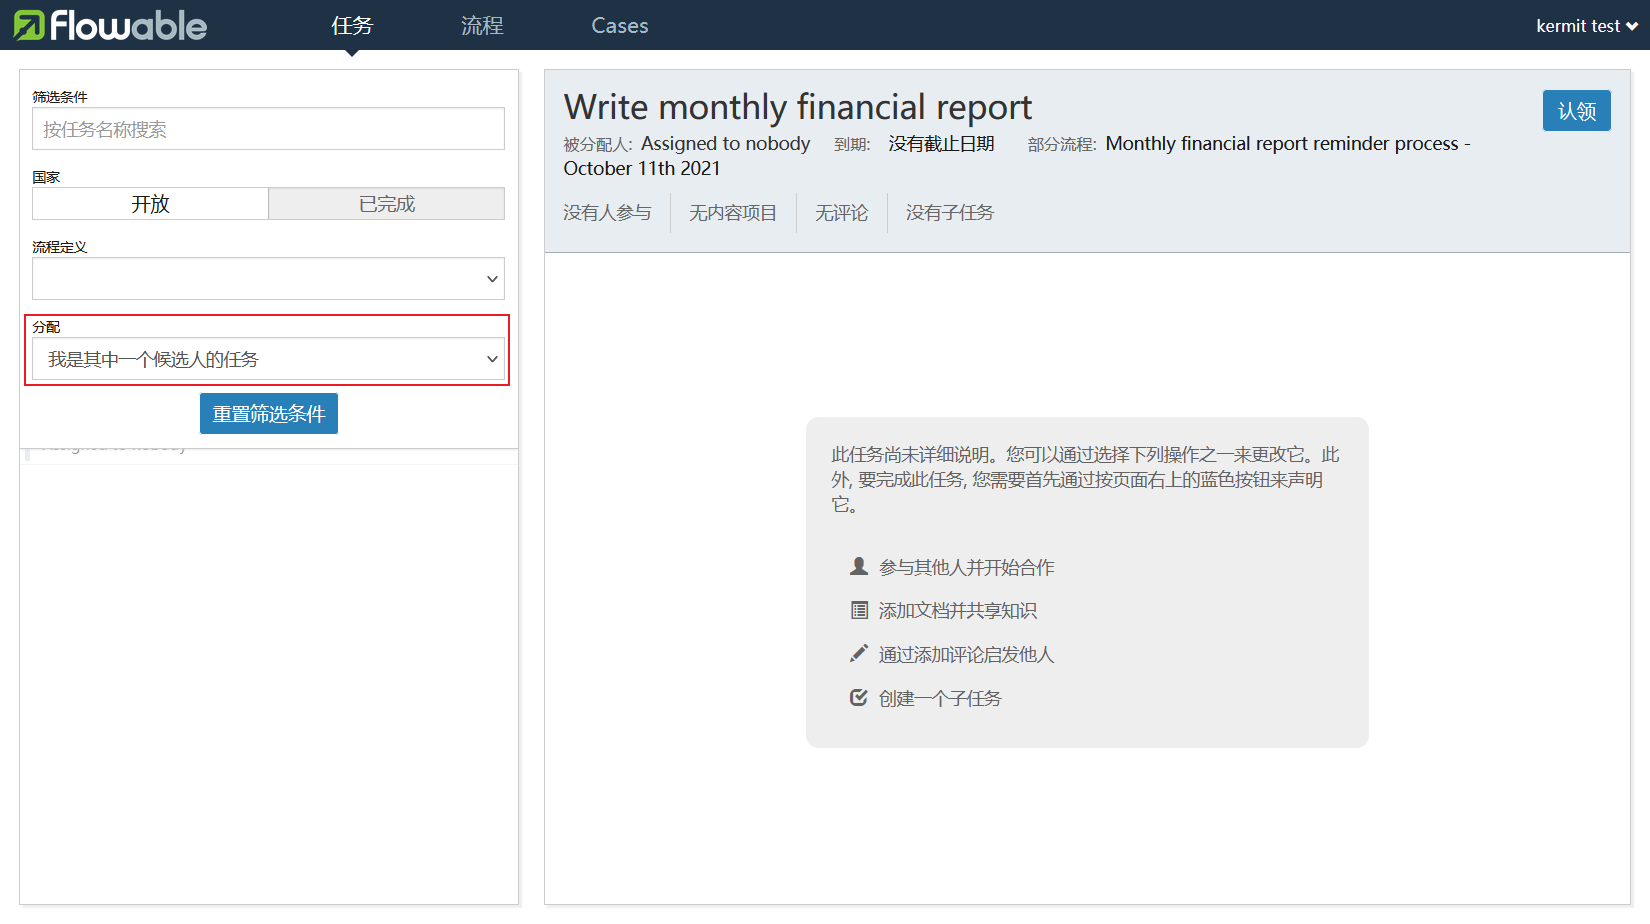 flowable 任务 流程 Cases kermit test
筛选条件
按任务名称搜索
国家
开放 已完成
流程定义
分配
我是其中一个候选人的任务
重置筛选条件
Assigned to nobody
Write monthly financial report
认领
被分配人: Assigned to nobody 到期: 没有截止日期 部分流程: Monthly financial report reminder process -
October 11th 2021
没有人参与 无内容项目 无评论 没有子任务
此任务尚未详细说明。您可以通过选择下列操作之一来更改它。此
外, 要完成此任务, 您需要首先通过按页面右上的蓝色按钮来声明
它。
参与其他人并开始合作
添加文档并共享知识
通过添加评论启发他人
创建一个子任务